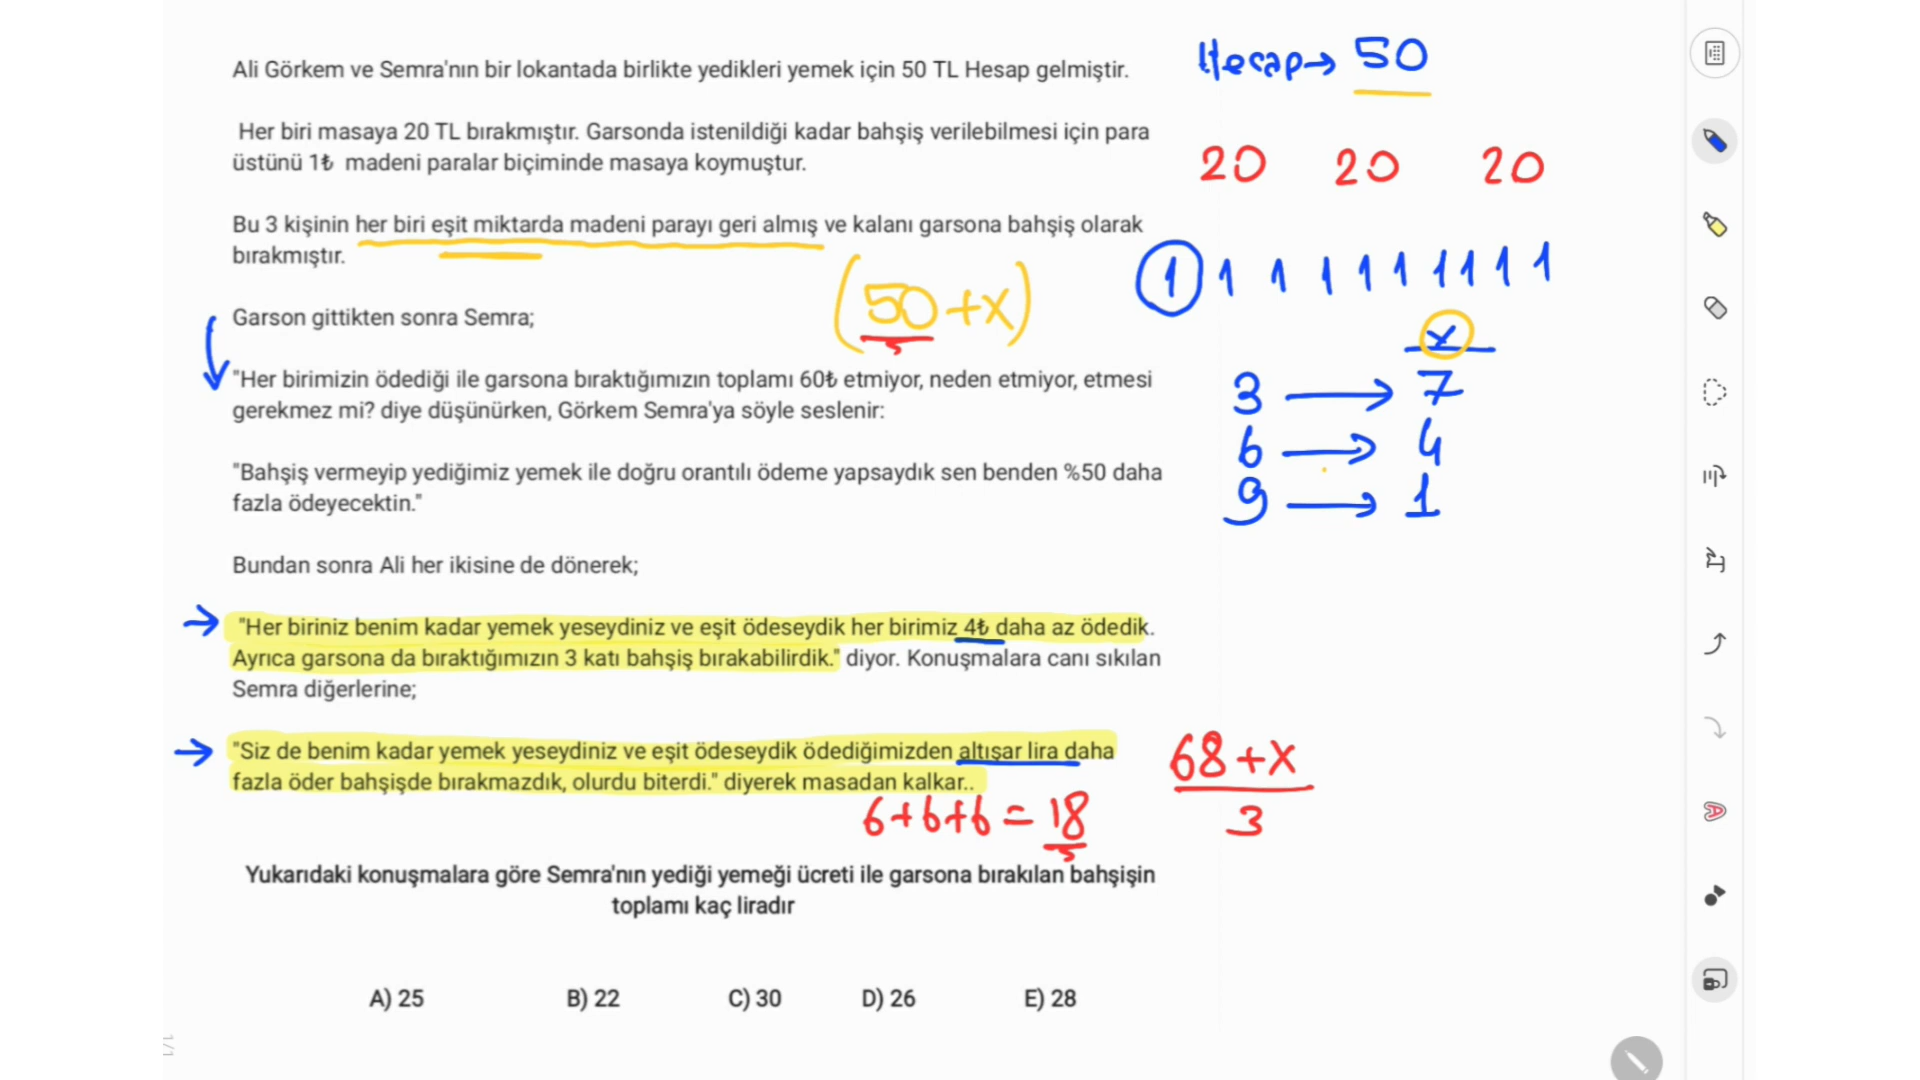 Ali Görkem ve Semra'nın bir lokantada birlikte yedikleri yemek için 50 TL Hesap gelmiştir.
Her biri masaya 20 TL bırakmıştır. Garsonda istenildiği kadar bahşiş verilebilmesi için para
üstünü 1₺ madeni paralar biçiminde masaya koymuştur.
Bu 3 kişinin her biri eşit miktarda madeni parayı geri almış ve kalanı garsona bahşiş olarak
bırakmıştır.
(50+x)
Garson gittikten sonra Semra;
"Her birimizin ödediği ile garsona bıraktığımızın toplamı 60₺ etmiyor, neden etmiyor, etmesi
gerekmez mi? diye düşünürken, Görkem Semra'ya söyle seslenir:
"Bahşiş vermeyip yediğimiz yemek ile doğru orantılı ödeme yapsaydık sen benden %50 daha
fazla ödeyecektin."
Bundan sonra Ali her ikisine de dönerek;
"Her biriniz benim kadar yemek yeseydiniz ve eşit ödeseydik her birimiz 4₺ daha az ödedik.
Ayrıca garsona da bıraktığımızın 3 katı bahşiş bırakabilirdik." diyor. Konuşmalara canı sıkılan
Semra diğerlerine;
"Siz de benim kadar yemek yeseydiniz ve eşit ödeseydik ödediğimizden altışar lira daha
fazla öder bahşişde bırakmazdık, olurdu biterdi." diyerek masadan kalkar..
6+6+6=18
Yukarıdaki konuşmalara göre Semra'nın yediği yemeği ücreti ile garsona bırakılan bahşişin
toplamı kaç liradır
A) 25 B) 22 C) 30 D) 26 E) 28
Hesap→ 50
20 20 20
1 1 1 1 1 1 1 1 1 1
x
3 → 7
6 → 4
9 → 1
68+x
3
1/1